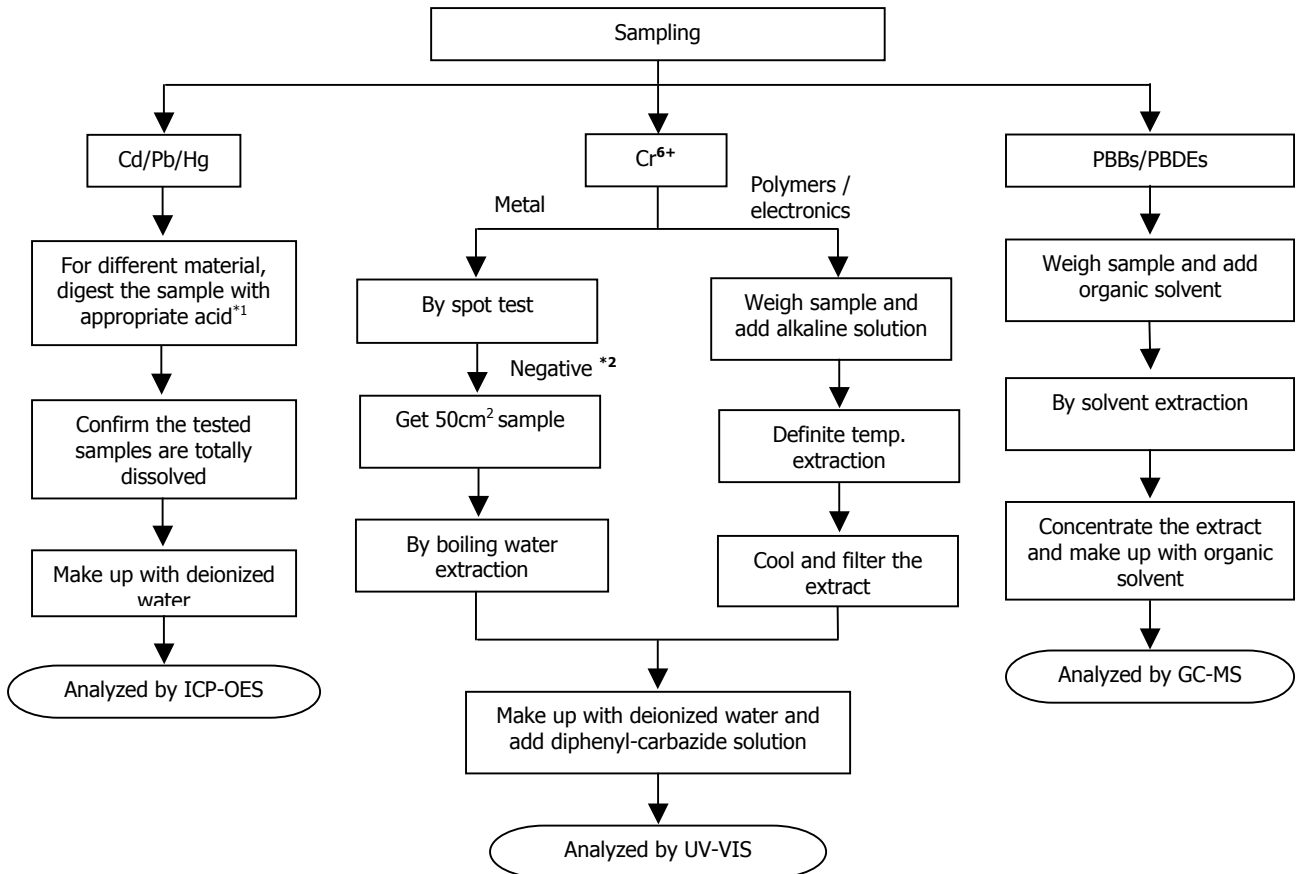 Sampling
Cd/Pb/Hg
Cr6+
PBBs/PBDEs
Metal
Polymers /
electronics
For different material,
digest the sample with
appropriate acid*1
By spot test
Weigh sample and
add alkaline solution
Weigh sample and add
organic solvent
Negative *2
Confirm the tested
samples are totally
dissolved
Get 50cm2 sample
Definite temp.
extraction
By solvent extraction
Make up with deionized
water
By boiling water
extraction
Cool and filter the
extract
Concentrate the extract
and make up with organic
solvent
Analyzed by ICP-OES
Analyzed by GC-MS
Make up with deionized water and
add diphenyl-carbazide solution
Analyzed by UV-VIS